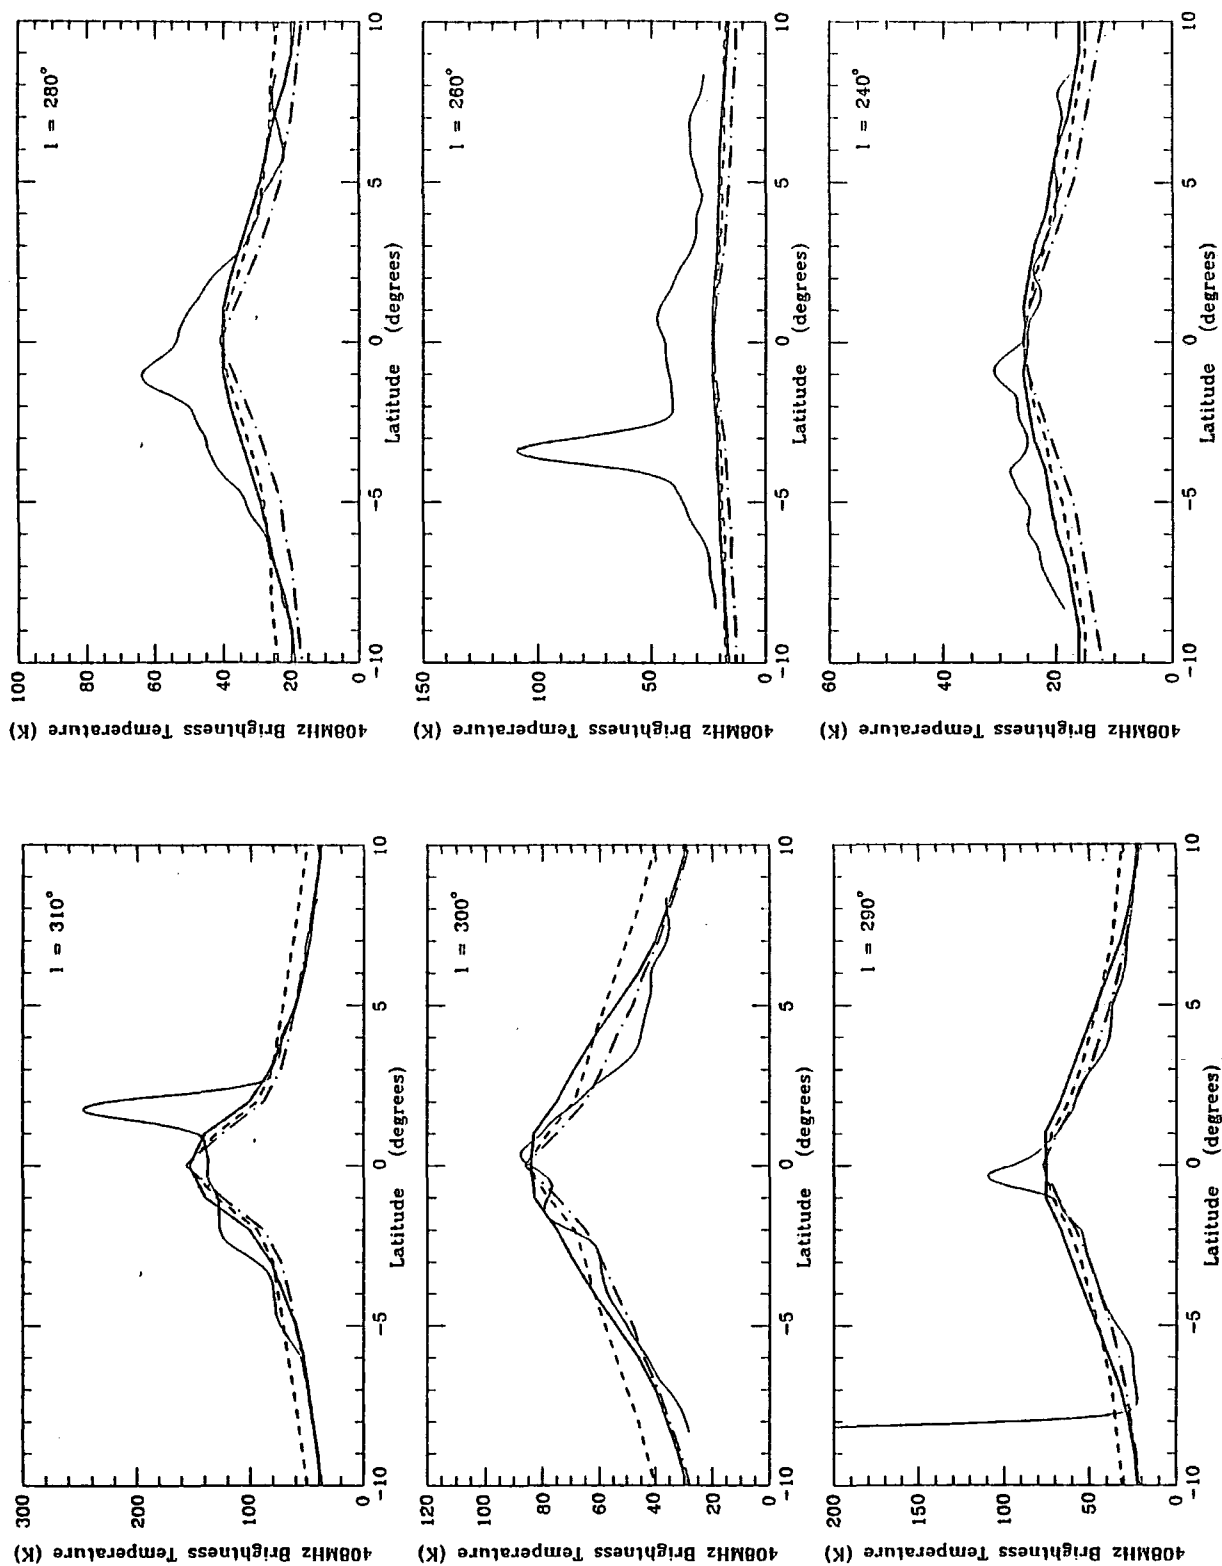 l = 310°
408MHz Brightness Temperature (K)
300
200
100
0
-10 -5 0 5 10
Latitude (degrees)
l = 280°
408MHz Brightness Temperature (K)
100
80
60
40
20
0
-10 -5 0 5 10
Latitude (degrees)
l = 300°
408MHz Brightness Temperature (K)
120
100
80
60
40
20
0
-10 -5 0 5 10
Latitude (degrees)
l = 260°
408MHz Brightness Temperature (K)
150
100
50
0
-10 -5 0 5 10
Latitude (degrees)
l = 290°
408MHz Brightness Temperature (K)
200
150
100
50
0
-10 -5 0 5 10
Latitude (degrees)
l = 240°
408MHz Brightness Temperature (K)
60
40
20
0
-10 -5 0 5 10
Latitude (degrees)